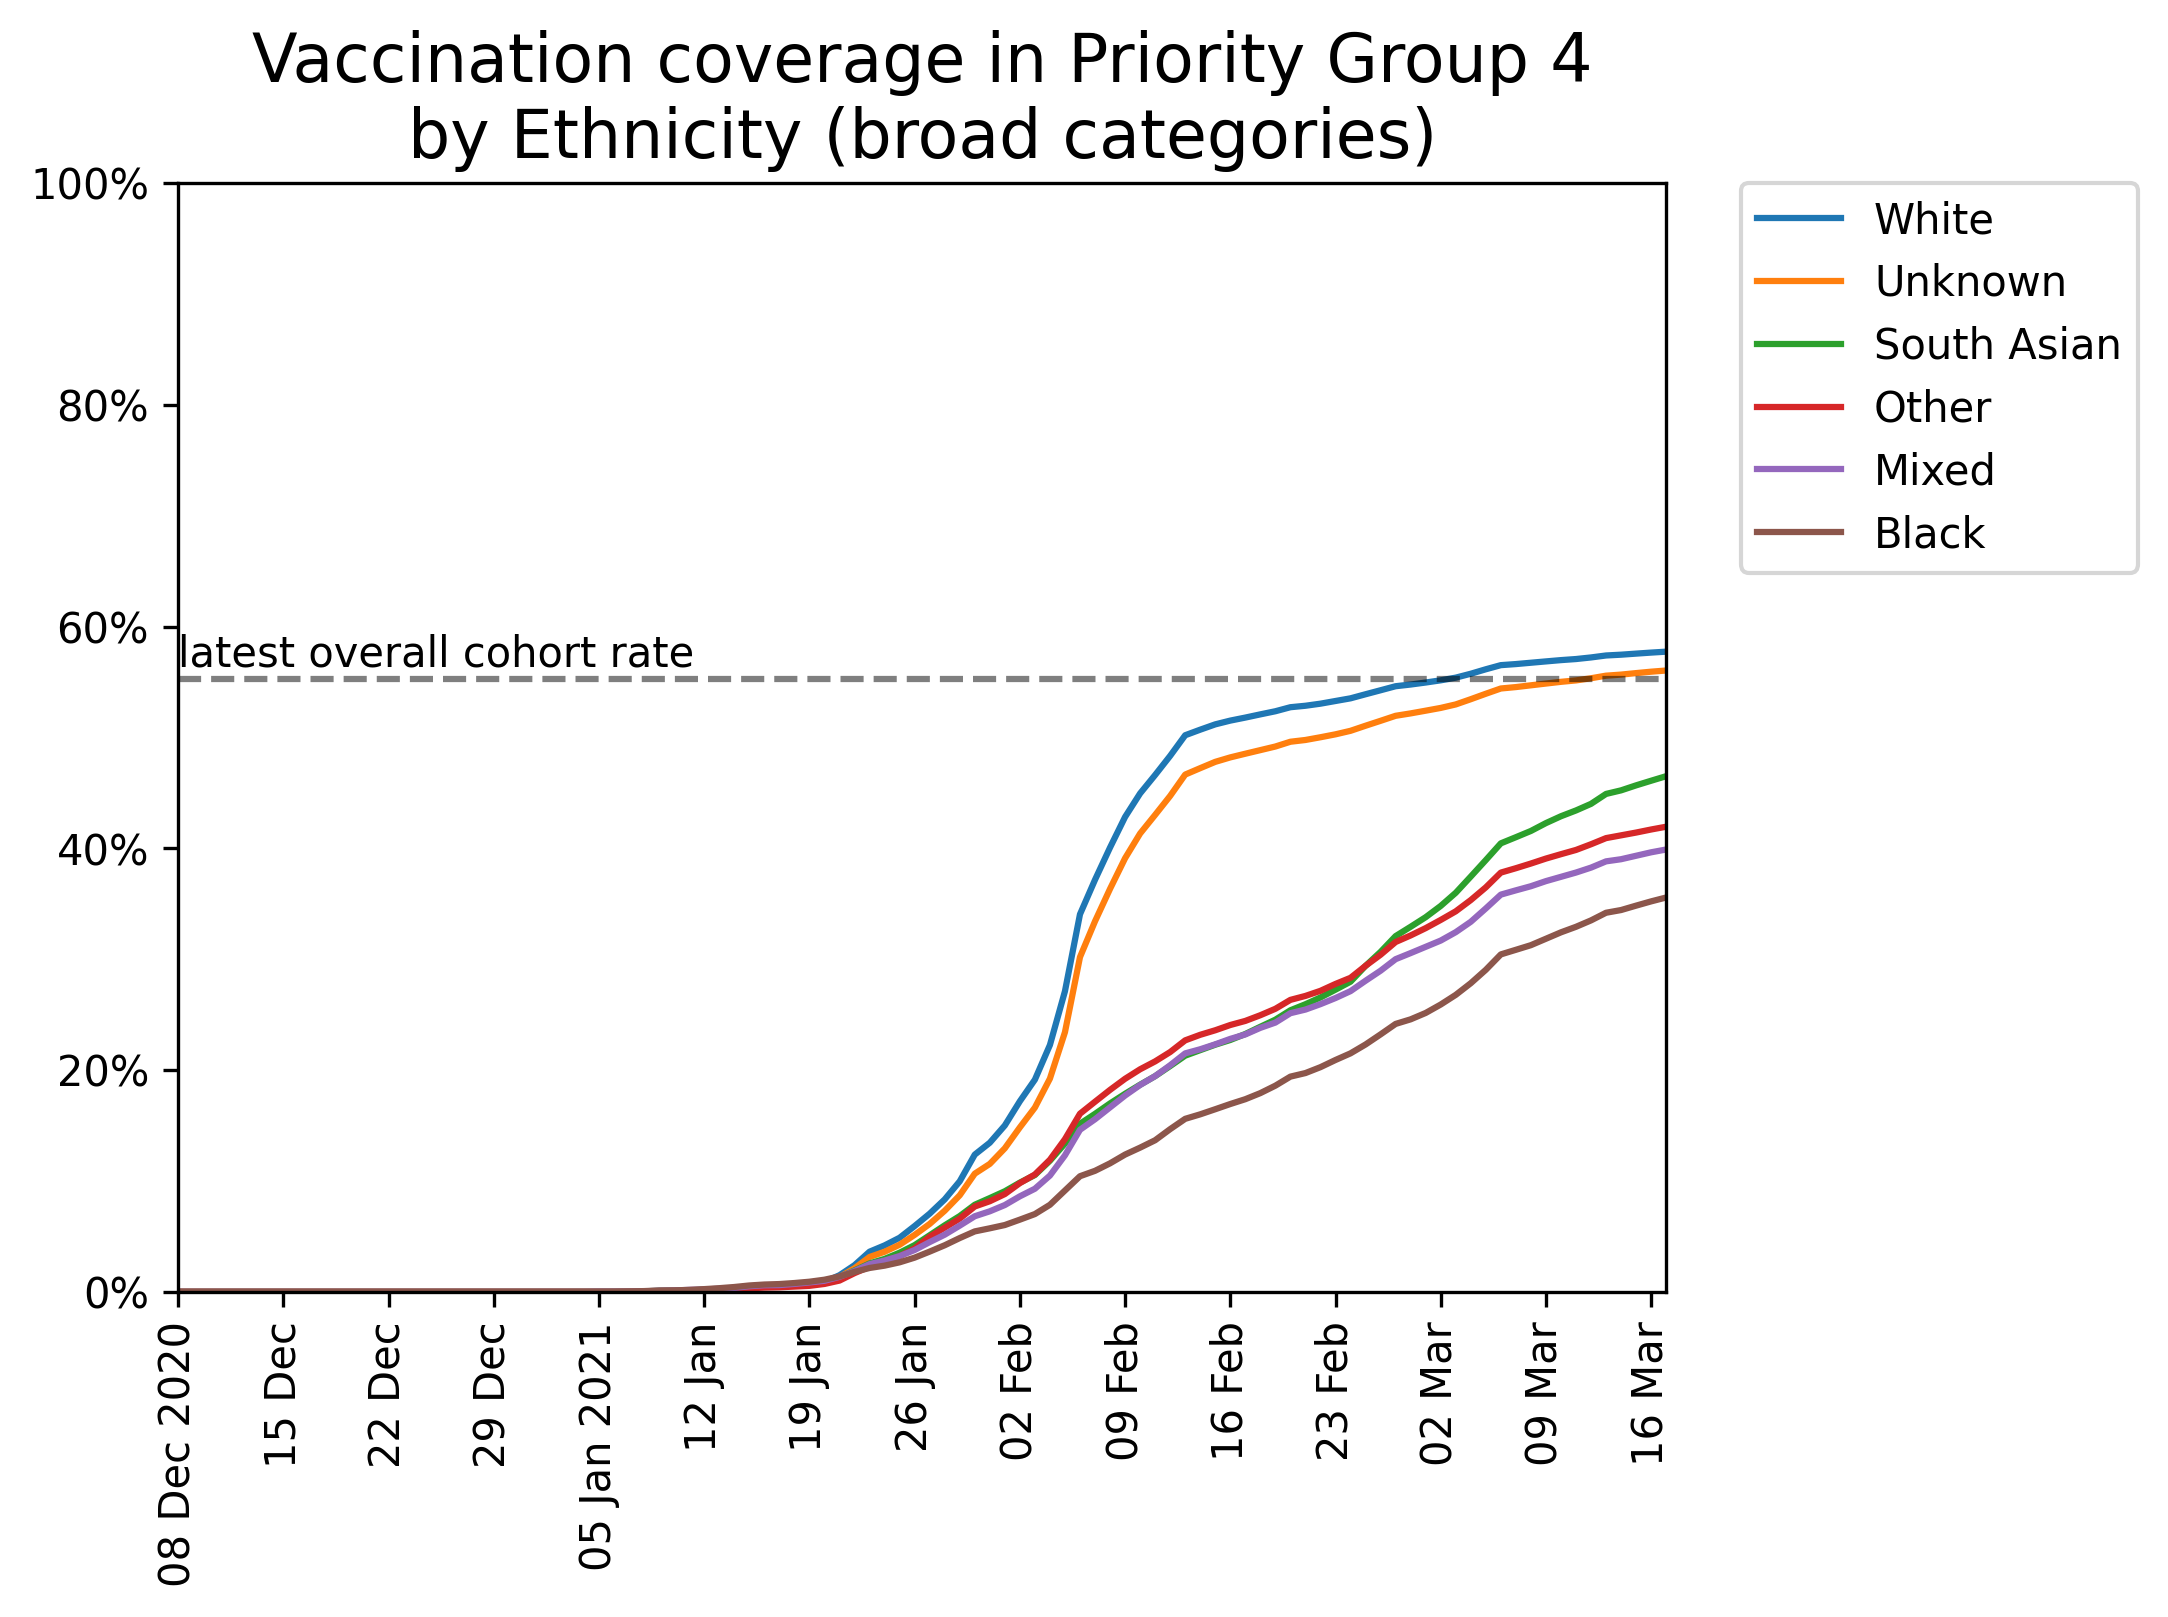 Vaccination coverage in Priority Group 4
by Ethnicity (broad categories)
100%
80%
60%
40%
20%
0%
latest overall cohort rate
White
Unknown
South Asian
Other
Mixed
Black
08 Dec 2020
15 Dec
22 Dec
29 Dec
05 Jan 2021
12 Jan
19 Jan
26 Jan
02 Feb
09 Feb
16 Feb
23 Feb
02 Mar
09 Mar
16 Mar